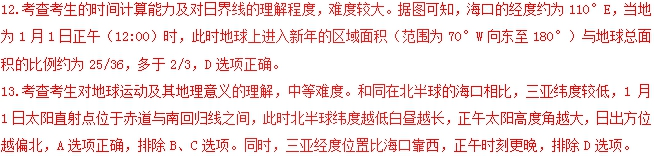 12.考查考生的时间计算能力及对日界线的理解程度，难度较大。据图可知，海口的经度约为 110°E，当地
为 1 月 1 日正午（12:00）时，此时地球上进入新年的区域面积（范围为 70°W 向东至 180°）与地球总面
积的比例约为 25/36，多于 2/3，D 选项正确。
13.考查考生对地球运动及其地理意义的理解，中等难度。和同在北半球的海口相比，三亚纬度较低，1 月
1 日太阳直射点位于赤道与南回归线之间，此时北半球纬度越低白昼越长，正午太阳高度角越大，日出方位
越偏北，A 选项正确，排除 B、C 选项。同时，三亚经度位置比海口靠西，正午时刻更晚，排除 D 选项。